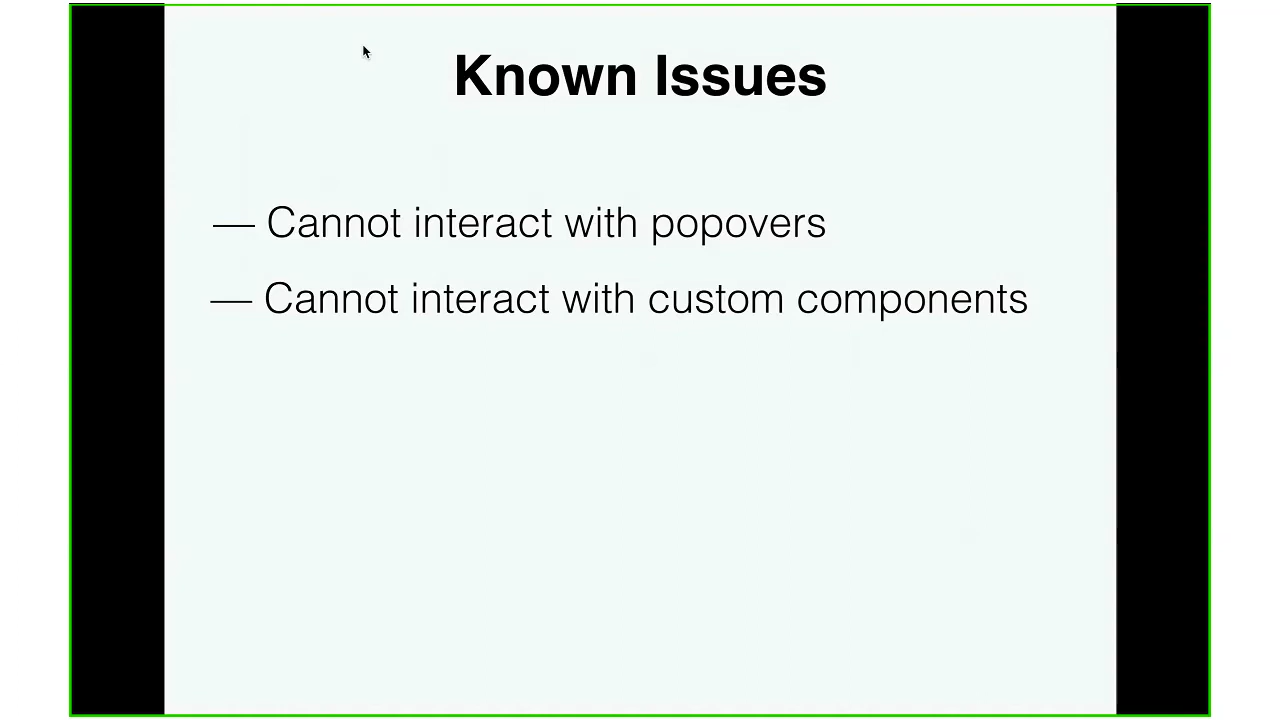 Known Issues
— Cannot interact with popovers
— Cannot interact with custom components